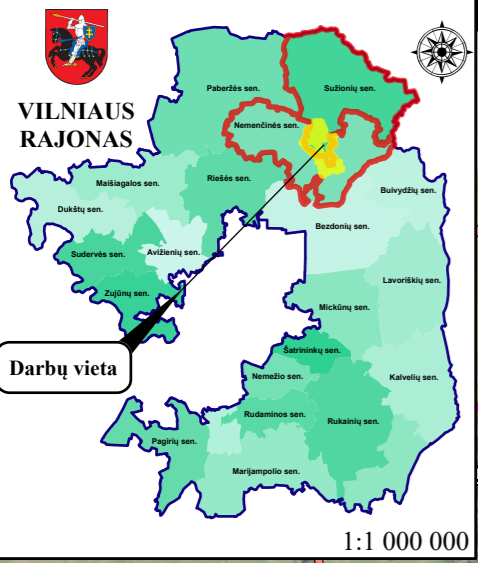 VILNIAUS
RAJONAS
Paberžės sen.
Sužionių sen.
Nemenčinės sen.
Riešės sen.
Maišiagalos sen.
Buivydžių sen.
Dukštų sen.
Bezdonių sen.
Sudervės sen.
Avižienių sen.
Lavoriškių sen.
Zujūnų sen.
Mickūnų sen.
Darbų vieta
Šatrininkų sen.
Nemežio sen.
Kalvelių sen.
Rudaminos sen.
Rukainių sen.
Pagirių sen.
Marijampolio sen.
1:1 000 000